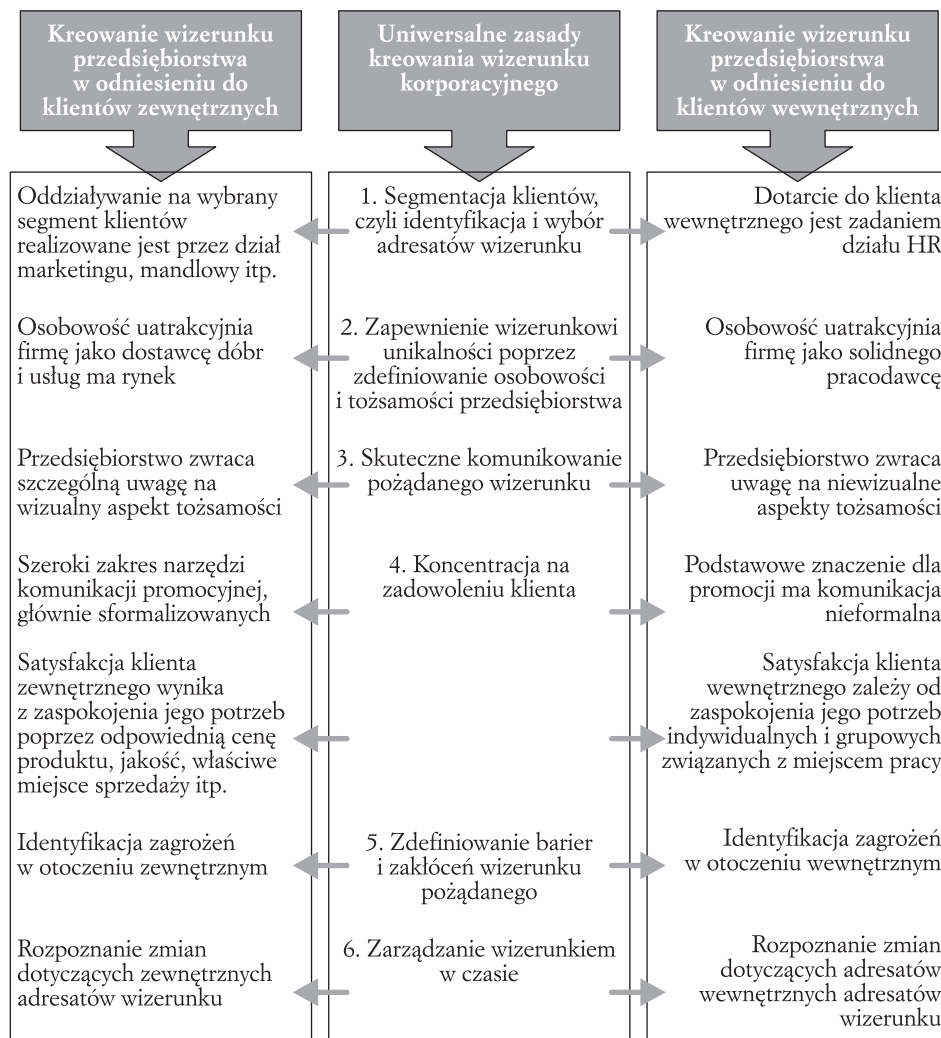 Kreowanie wizerunku
przedsiębiorstwa
w odniesieniu do
klientów zewnętrznych
Uniwersalne zasady
kreowania wizerunku
korporacyjnego
Kreowanie wizerunku
przedsiębiorstwa
w odniesieniu do
klientów wewnętrznych
Oddziaływanie na wybrany
segment klientów
realizowane jest przez dział
marketingu, mandlowy itp.
1. Segmentacja klientów,
czyli identyfikacja i wybór
adresatów wizerunku
Dotarcie do klienta
wewnętrznego jest zadaniem
działu HR
Osobowość uatrakcyjnia
firmę jako dostawcę dóbr
i usług ma rynek
2. Zapewnienie wizerunkowi
unikalności poprzez
zdefiniowanie osobowości
i tożsamości przedsiębiorstwa
Osobowość uatrakcyjnia
firmę jako solidnego
pracodawcę
Przedsiębiorstwo zwraca
szczególną uwagę na
wizualny aspekt tożsamości
3. Skuteczne komunikowanie
pożądanego wizerunku
Przedsiębiorstwo zwraca
uwagę na niewizualne
aspekty tożsamości
Szeroki zakres narzędzi
komunikacji promocyjnej,
głównie sformalizowanych
4. Koncentracja na
zadowoleniu klienta
Podstawowe znaczenie dla
promocji ma komunikacja
nieformalna
Satysfakcja klienta
zewnętrznego wynika
z zaspokojenia jego potrzeb
poprzez odpowiednią cenę
produktu, jakość, właściwe
miejsce sprzedaży itp.
Satysfakcja klienta
wewnętrznego zależy od
zaspokojenia jego potrzeb
indywidualnych i grupowych
związanych z miejscem pracy
Identyfikacja zagrożeń
w otoczeniu zewnętrznym
5. Zdefiniowanie barier
i zakłóceń wizerunku
pożądanego
Identyfikacja zagrożeń
w otoczeniu wewnętrznym
Rozpoznanie zmian
dotyczących zewnętrznych
adresatów wizerunku
6. Zarządzanie wizerunkiem
w czasie
Rozpoznanie zmian
dotyczących adresatów
wewnętrznych adresatów
wizerunku